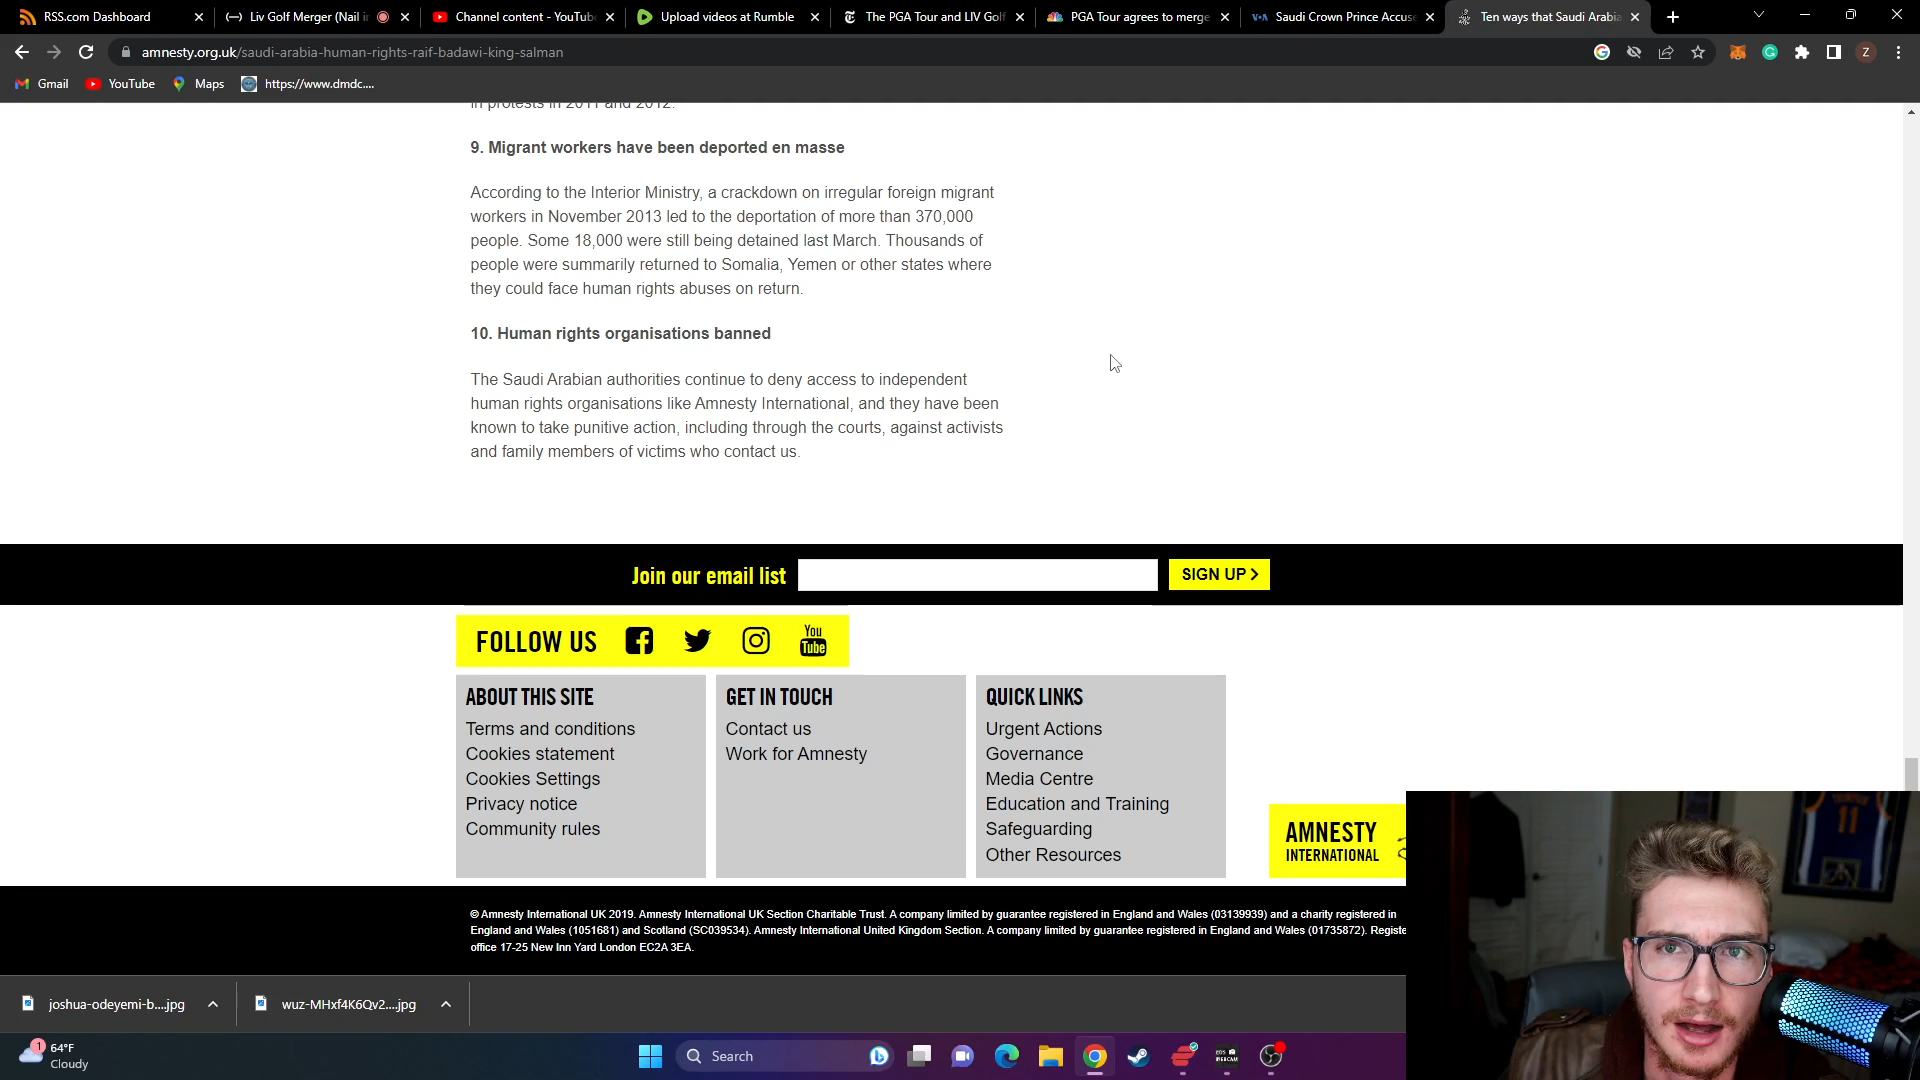 RSS.com Dashboard
Liv Golf Merger (Nail i
Channel content - YouTub
Upload videos at Rumble
The PGA Tour and LIV Golf
PGA Tour agrees to merge
Saudi Crown Prince Accuse
Ten ways that Saudi Arabia
amnesty.org.uk/saudi-arabia-human-rights-raif-badawi-king-salman
Z
Gmail
YouTube
Maps
https://www.dmdc....
in protests in 2011 and 2012.
9. Migrant workers have been deported en masse
According to the Interior Ministry, a crackdown on irregular foreign migrant
workers in November 2013 led to the deportation of more than 370,000
people. Some 18,000 were still being detained last March. Thousands of
people were summarily returned to Somalia, Yemen or other states where
they could face human rights abuses on return.
10. Human rights organisations banned
The Saudi Arabian authorities continue to deny access to independent
human rights organisations like Amnesty International, and they have been
known to take punitive action, including through the courts, against activists
and family members of victims who contact us.
Join our email list
SIGN UP
FOLLOW US
You Tube
ABOUT THIS SITE
Terms and conditions
Cookies statement
Cookies Settings
Privacy notice
Community rules
GET IN TOUCH
Contact us
Work for Amnesty
QUICK LINKS
Urgent Actions
Governance
Media Centre
Education and Training
Safeguarding
Other Resources
AMNESTY
INTERNATIONAL
© Amnesty International UK 2019. Amnesty International UK Section Charitable Trust. A company limited by guarantee registered in England and Wales (03139939) and a charity registered in
England and Wales (1051681) and Scotland (SC039534). Amnesty International United Kingdom Section. A company limited by guarantee registered in England and Wales (01735872). Registe
office 17-25 New Inn Yard London EC2A 3EA.
joshua-odeyemi-b....jpg
wuz-MHxf4K6Qv2....jpg
1
64°F
Cloudy
Search
EOS
WEBCAM
11